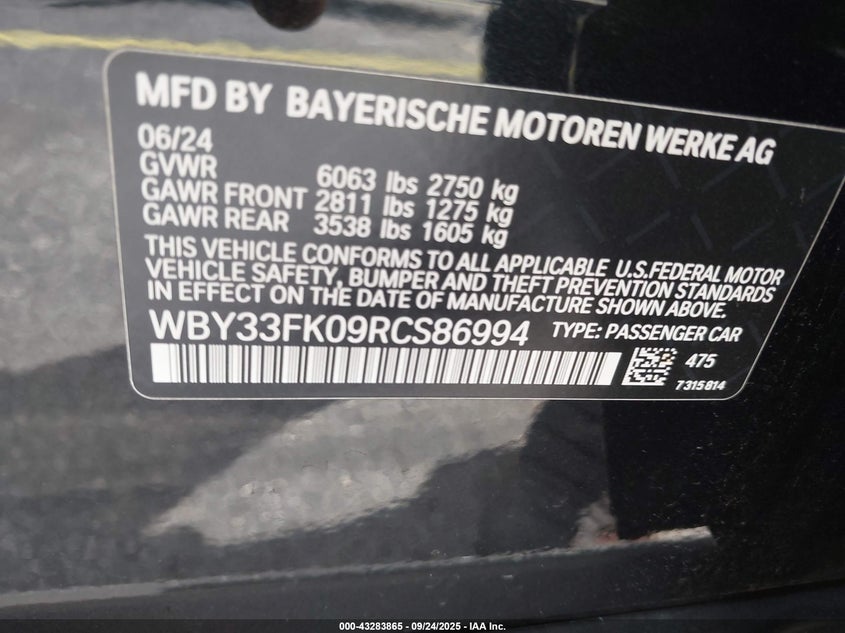 MFD BY BAYERISCHE MOTOREN WERKE AG
06/24
GVWR 6063 lbs 2750 kg
GAWR FRONT 2811 lbs 1275 kg
GAWR REAR 3538 lbs 1605 kg
THIS VEHICLE CONFORMS TO ALL APPLICABLE U.S.FEDERAL MOTOR
VEHICLE SAFETY, BUMPER AND THEFT PREVENTION STANDARDS
IN EFFECT ON THE DATE OF MANUFACTURE SHOWN ABOVE.
WBY33FK09RCS86994 TYPE: PASSENGER CAR
475
7315814
000-43283865 - 09/24/2025 - IAA Inc.